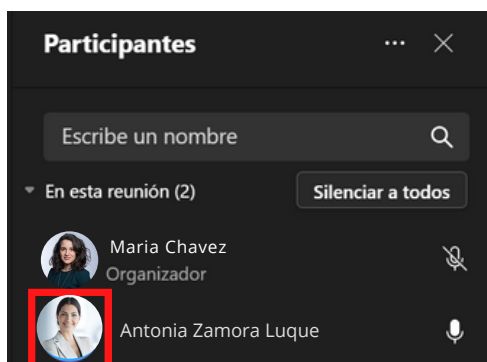 Participantes
Escribe un nombre
En esta reunión (2)
Silenciar a todos
Maria Chavez
Organizador
Antonia Zamora Luque